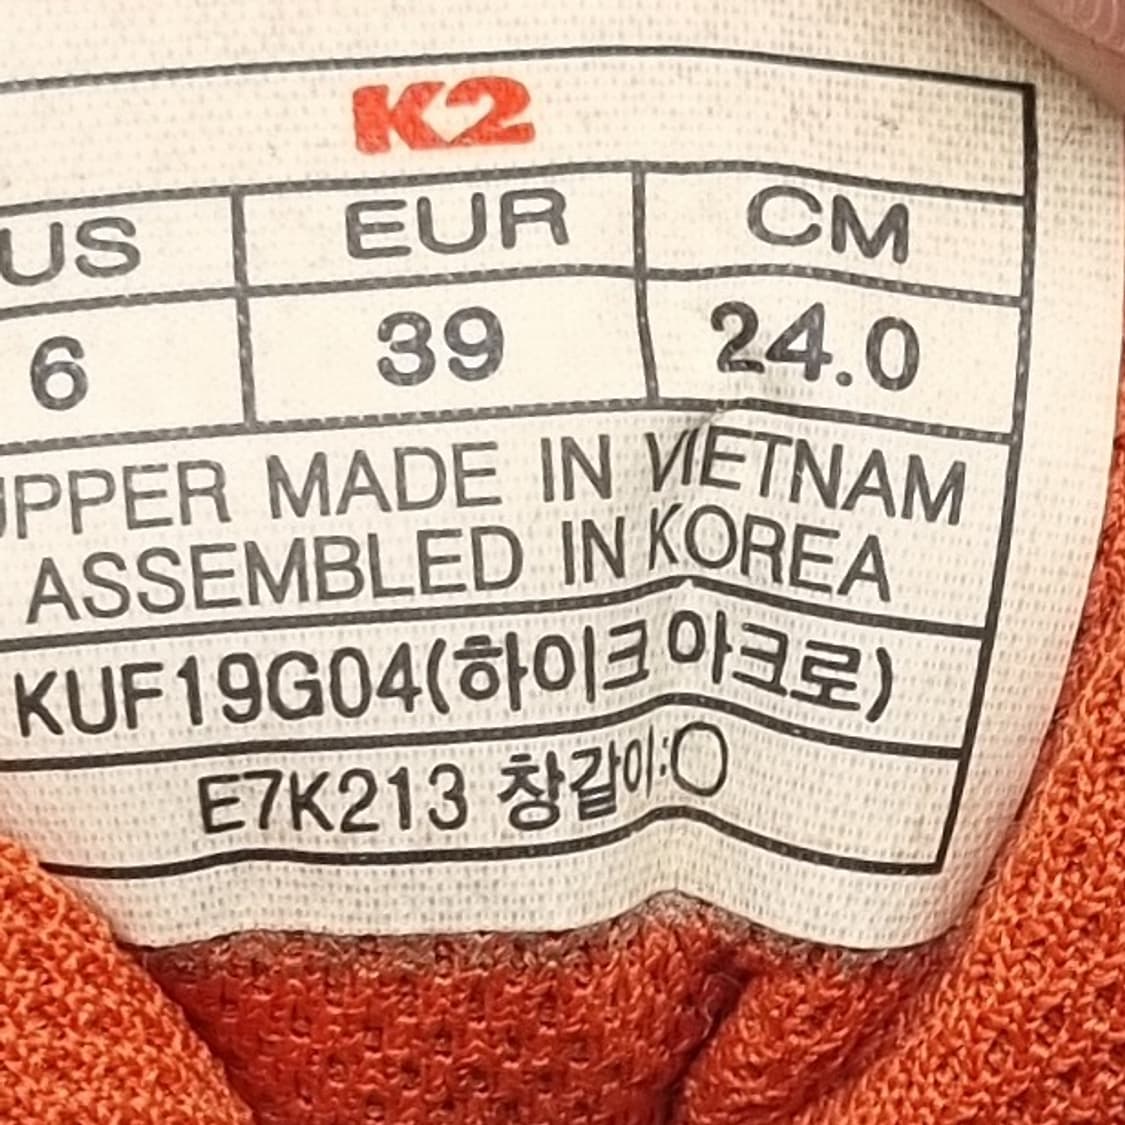 K2
US EUR CM
6 39 24.0
UPPER MADE IN VIETNAM
ASSEMBLED IN KOREA
KUF19G04(하이크 아크로)
E7K213 창갈이:○